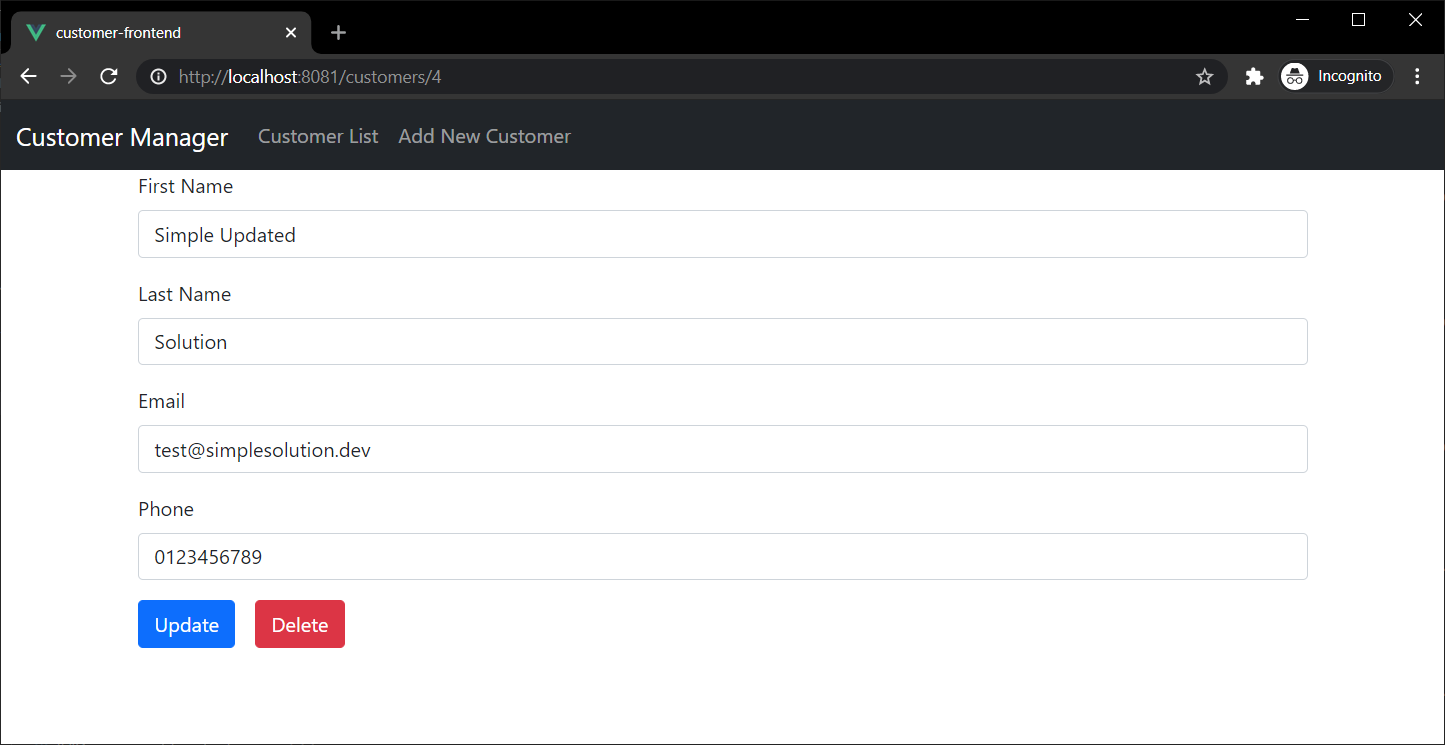 customer-frontend
http://localhost:8081/customers/4
Incognito
Customer Manager Customer List Add New Customer
First Name
Simple Updated
Last Name
Solution
Email
test@simplesolution.dev
Phone
0123456789
Update Delete